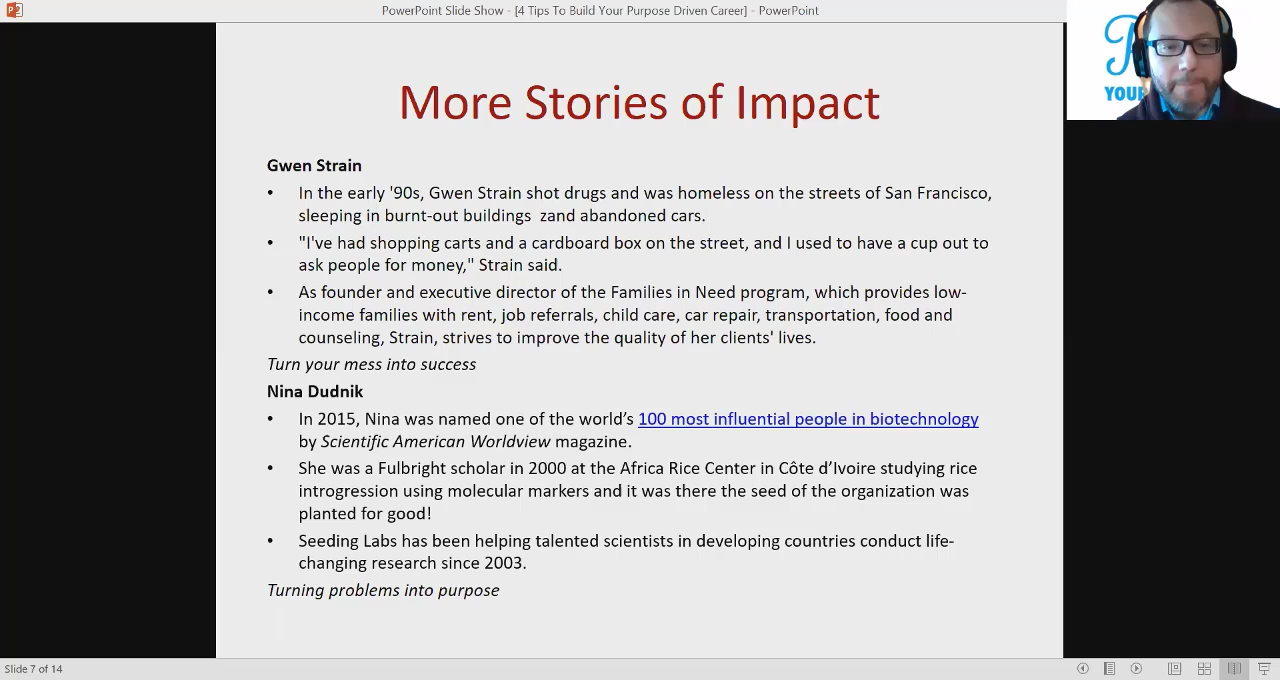 PowerPoint Slide Show - [4 Tips To Build Your Purpose Driven Career] - PowerPoint
YOUR
More Stories of Impact
Gwen Strain
• In the early '90s, Gwen Strain shot drugs and was homeless on the streets of San Francisco,
sleeping in burnt-out buildings  zand abandoned cars.
• "I've had shopping carts and a cardboard box on the street, and I used to have a cup out to
ask people for money," Strain said.
• As founder and executive director of the Families in Need program, which provides low-
income families with rent, job referrals, child care, car repair, transportation, food and
counseling, Strain, strives to improve the quality of her clients' lives.
Turn your mess into success
Nina Dudnik
• In 2015, Nina was named one of the world’s 100 most influential people in biotechnology
by Scientific American Worldview magazine.
• She was a Fulbright scholar in 2000 at the Africa Rice Center in Côte d’Ivoire studying rice
introgression using molecular markers and it was there the seed of the organization was
planted for good!
• Seeding Labs has been helping talented scientists in developing countries conduct life-
changing research since 2003.
Turning problems into purpose
Slide 7 of 14